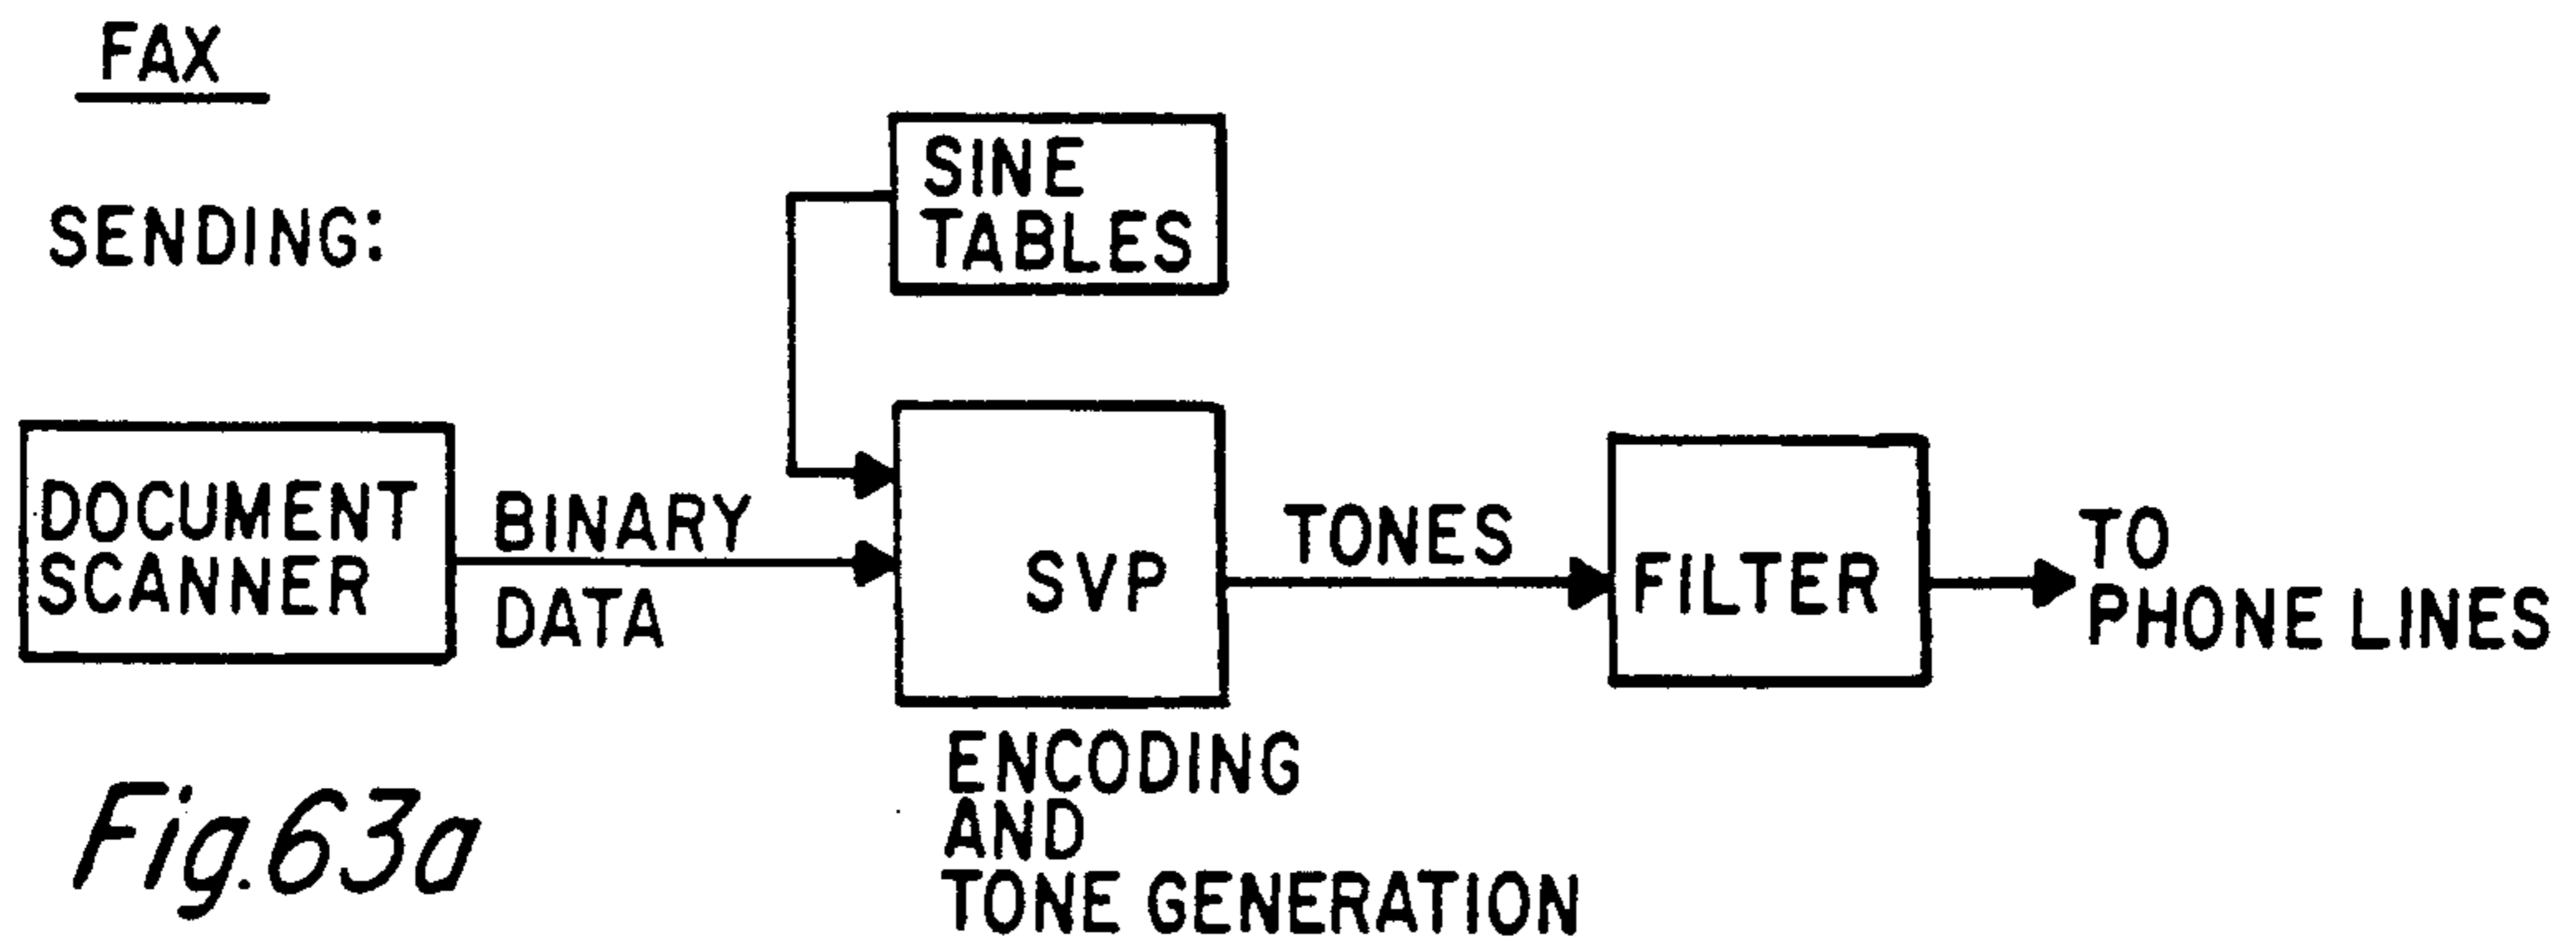 FAX
SENDING:
SINE
TABLES
DOCUMENT
SCANNER
BINARY
DATA
SVP
ENCODING
AND
TONE GENERATION
TONES
FILTER
TO
PHONE LINES
Fig.63a